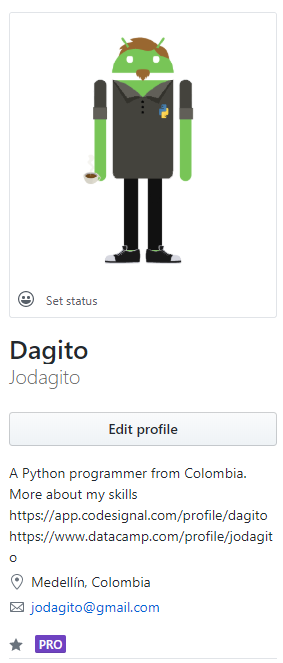 Set status
Dagito
Jodagito
Edit profile
A Python programmer from Colombia.
More about my skills
https://app.codesignal.com/profile/dagito
https://www.datacamp.com/profile/jodagit
o
Medellín, Colombia
jodagito@gmail.com
PRO